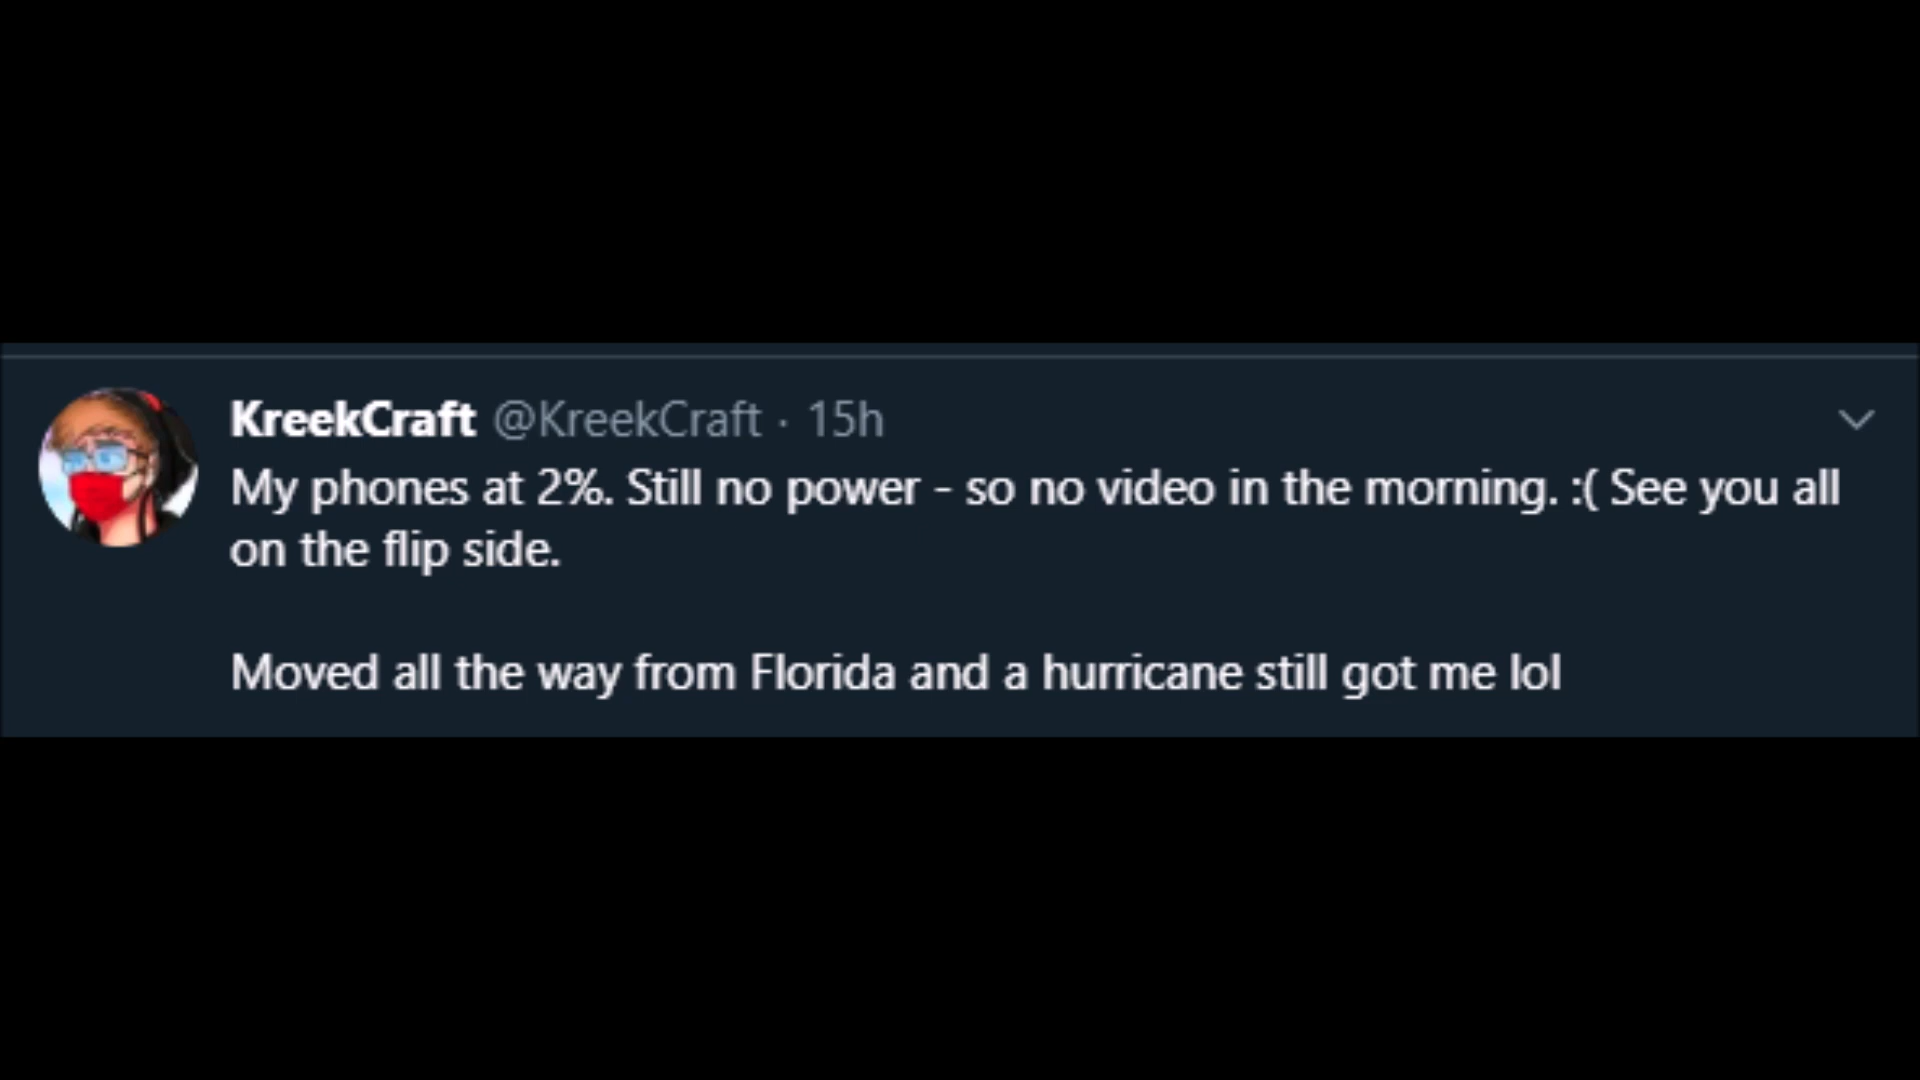 KreekCraft @KreekCraft · 15h
My phones at 2%. Still no power - so no video in the morning. :( See you all
on the flip side.
Moved all the way from Florida and a hurricane still got me lol